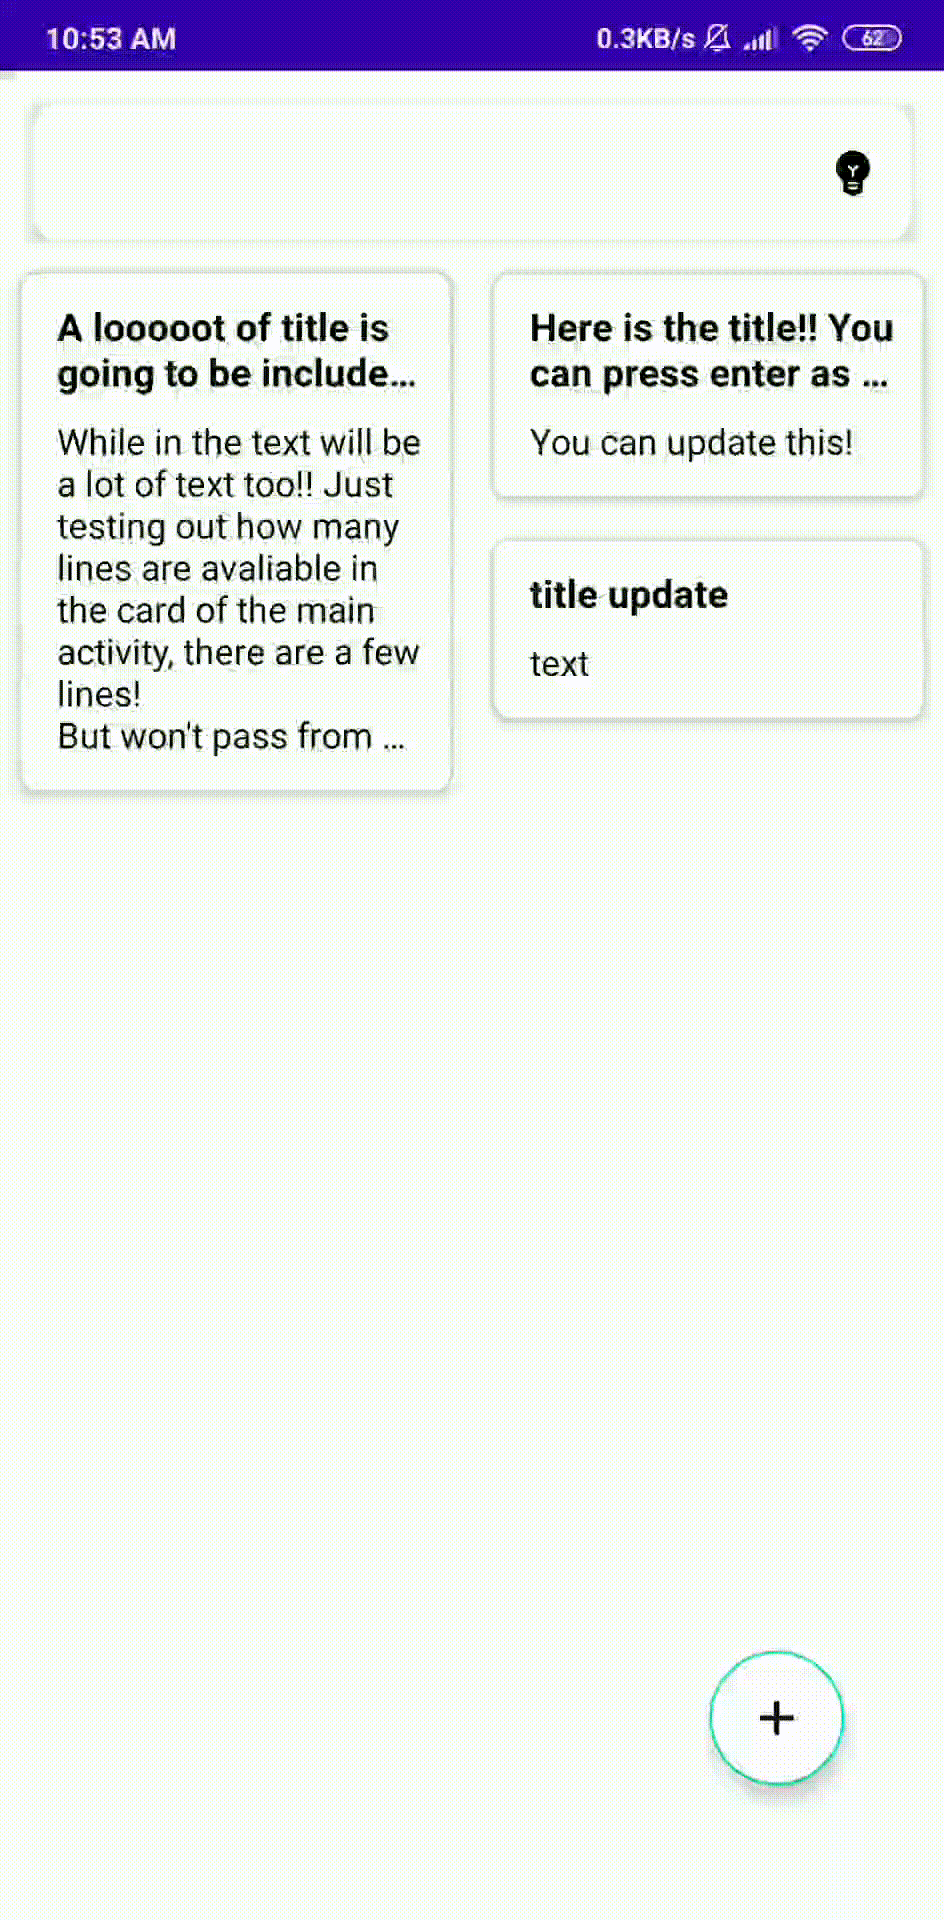 10:53 AM 0.3KB/s 62
A looooot of title is
going to be include...
While in the text will be
a lot of text too!! Just
testing out how many
lines are avaliable in
the card of the main
activity, there are a few
lines!
But won't pass from ...
Here is the title!! You
can press enter as ...
You can update this!
title update
text
+